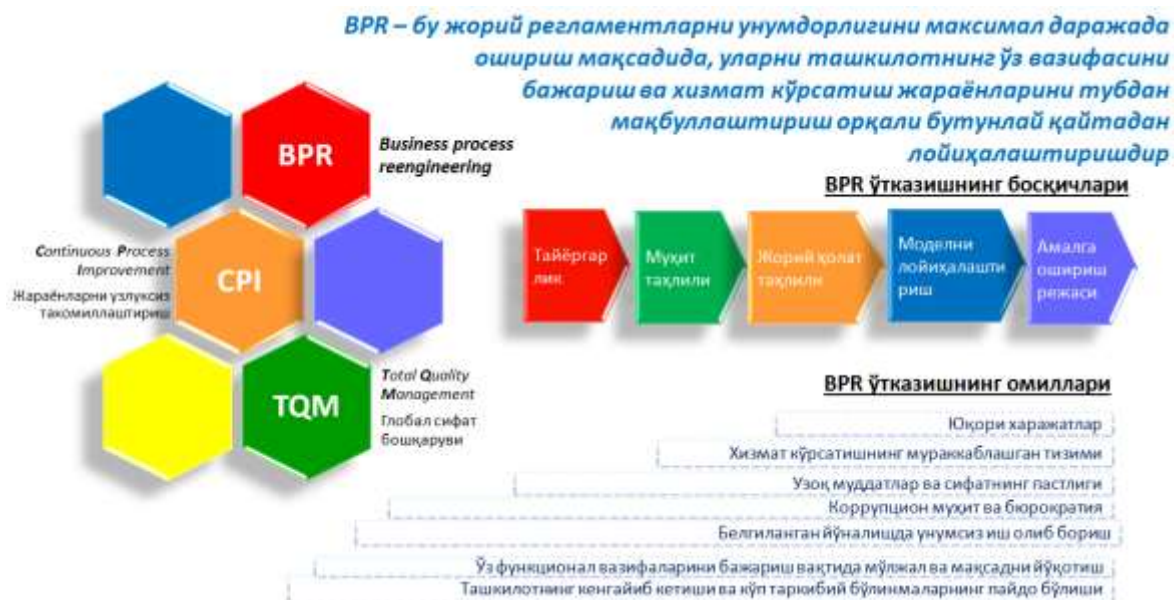 BPR – бу жорий регламентларни унумдорлигини максимал даражада
ошириш мақсадида, уларни ташкилотнинг ўз вазифасини
бажариш ва хизмат кўрсатиш жараёнларини тубдан
мақбуллаштириш орқали бутунлай қайтадан
лойиҳалаштиришдир
BPR
Business process
reengineering
CPI
Continuous Process
Improvement
Жараёнларни узлуксиз
такомиллаштириш
TQM
Total Quality
Management
Глобал сифат
бошқаруви
BPR ўтказишнинг босқичлари
Тайёргар
лик
Муҳит
таҳлили
Жорий ҳолат
таҳлили
Моделни
лойиҳалашти
риш
Амалга
ошириш
режаси
BPR ўтказишнинг омиллари
Юқори харажатлар
Хизмат кўрсатишнинг мураккаблашган тизими
Узоқ муддатлар ва сифатнинг пастлиги
Коррупцион муҳит ва бюрократия
Белгиланган йўналишда унумсиз иш олиб бориш
Ўз функционал вазифаларини бажариш вақтида мўлжал ва мақсадни йўқотиш
Ташкилотнинг кенгайиб кетиши ва кўп таркибий бўлинмаларнинг пайдо бўлиши